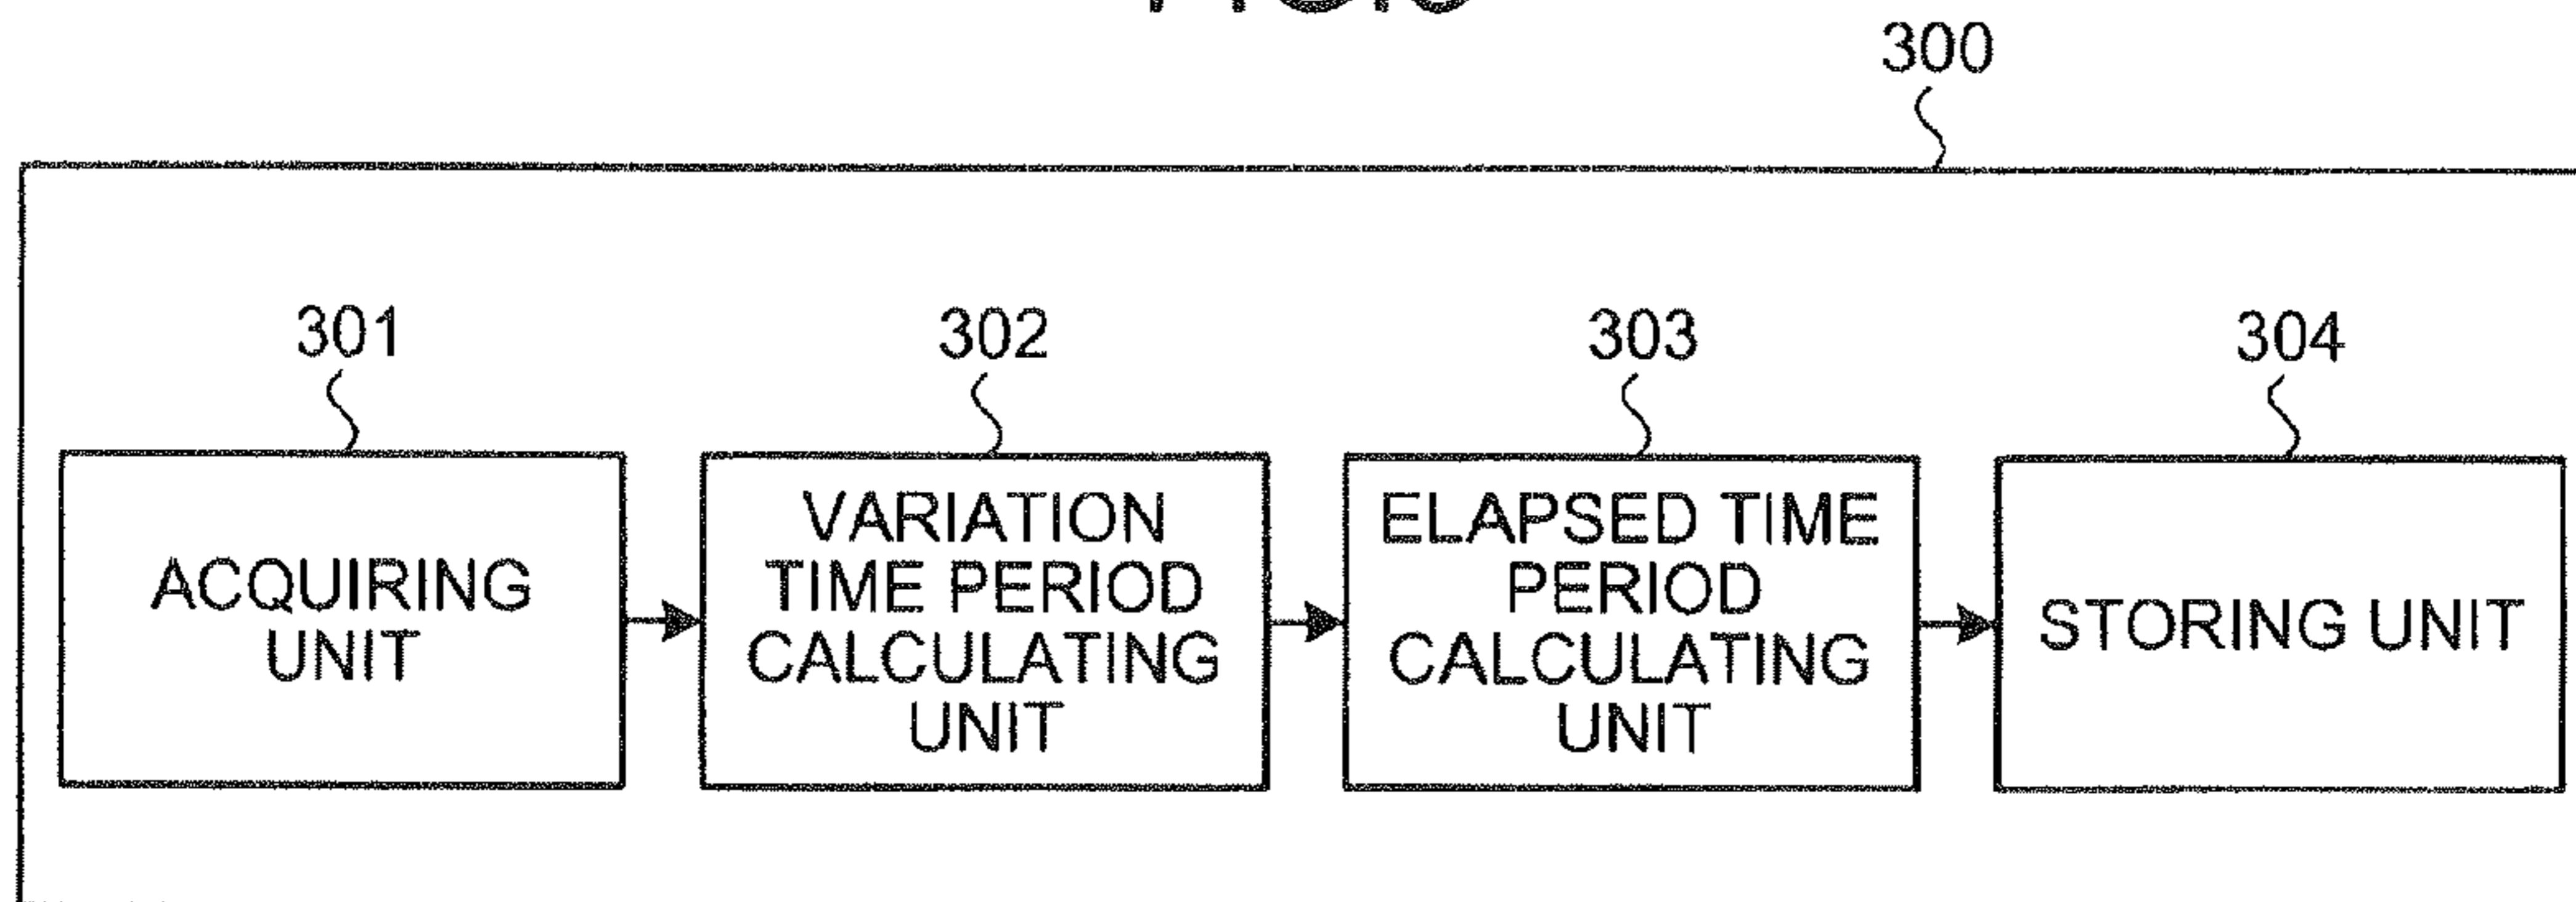 300
301
302
303
304
ACQUIRING
UNIT
VARIATION
TIME PERIOD
CALCULATING
UNIT
ELAPSED TIME
PERIOD
CALCULATING
UNIT
STORING UNIT